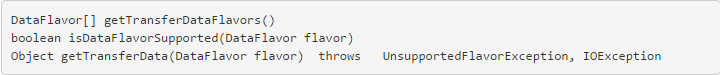 DataFlavor[] getTransferDataFlavors()
boolean isDataFlavorSupported(DataFlavor flavor)
Object getTransferData(DataFlavor flavor)  throws   UnsupportedFlavorException, IOException